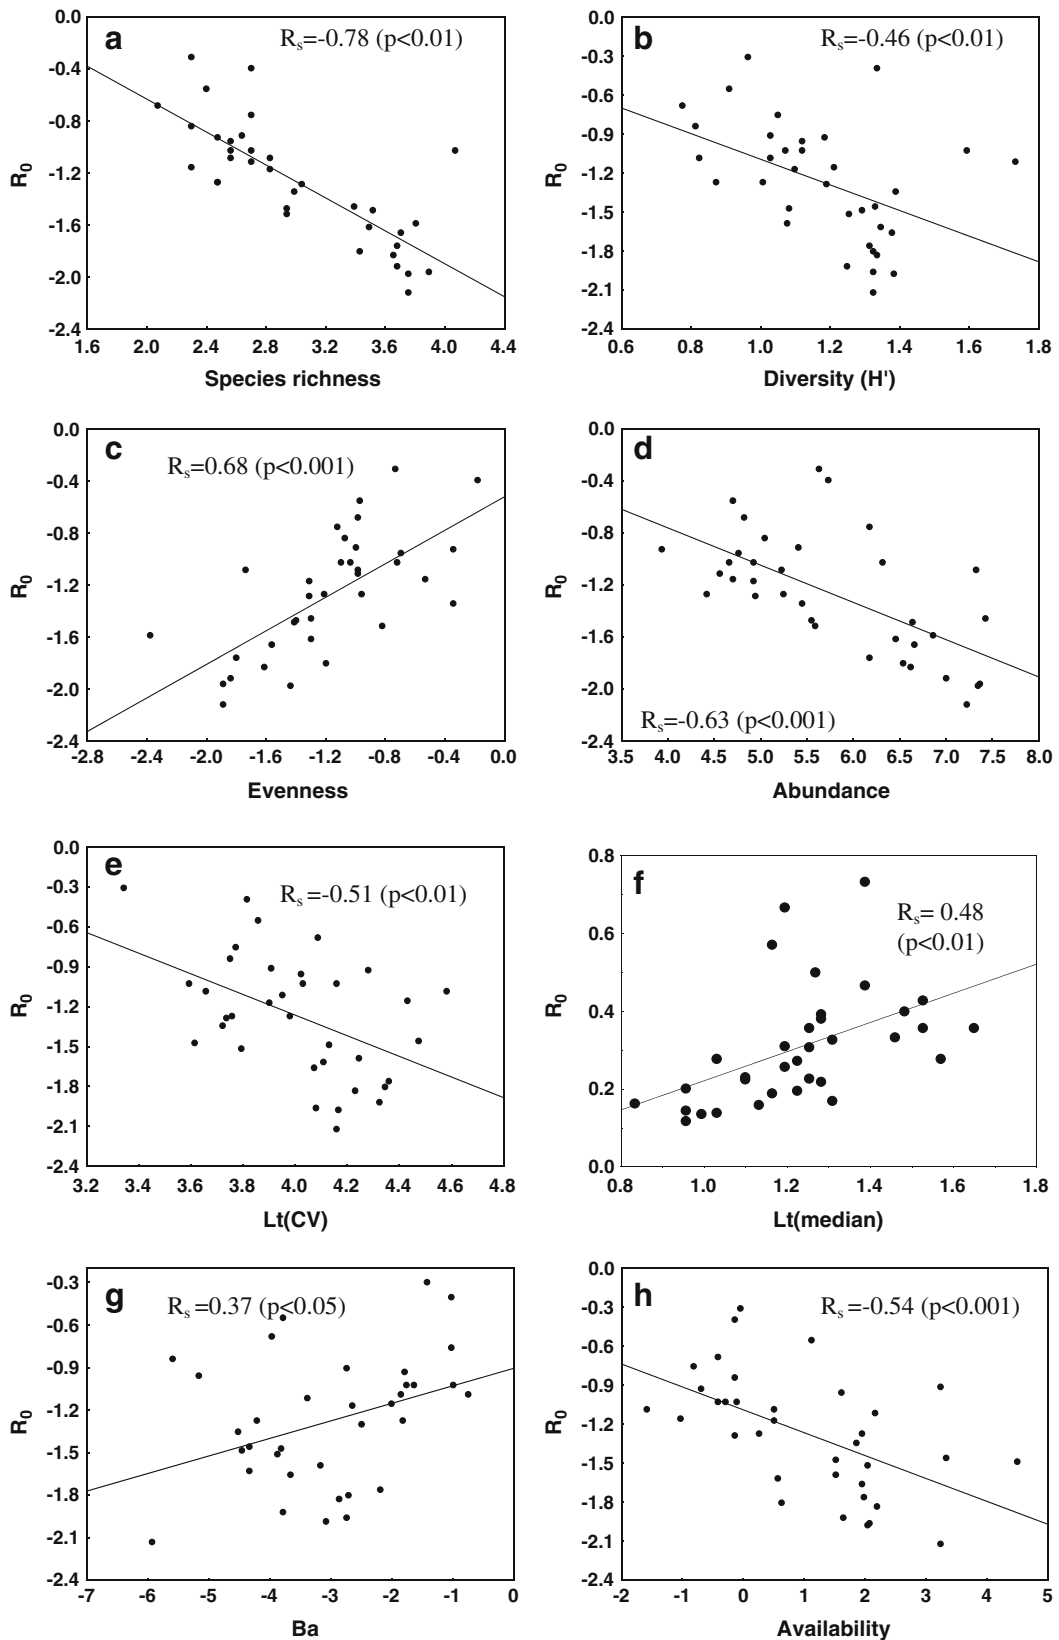 a
R_s=-0.78 (p<0.01)
0.0
-0.4
-0.8
-1.2
-1.6
-2.0
-2.4
R_0
1.6 2.0 2.4 2.8 3.2 3.6 4.0 4.4
Species richness
b
R_s=-0.46 (p<0.01)
0.0
-0.3
-0.6
-0.9
-1.2
-1.5
-1.8
-2.1
-2.4
R_0
0.6 0.8 1.0 1.2 1.4 1.6 1.8
Diversity (H')
c
R_s=0.68 (p<0.001)
0.0
-0.4
-0.8
-1.2
-1.6
-2.0
-2.4
R_0
-2.8 -2.4 -2.0 -1.6 -1.2 -0.8 -0.4 0.0
Evenness
d
R_s=-0.63 (p<0.001)
0.0
-0.4
-0.8
-1.2
-1.6
-2.0
-2.4
R_0
3.5 4.0 4.5 5.0 5.5 6.0 6.5 7.0 7.5 8.0
Abundance
e
R_s =-0.51 (p<0.01)
0.0
-0.3
-0.6
-0.9
-1.2
-1.5
-1.8
-2.1
-2.4
R_0
3.2 3.4 3.6 3.8 4.0 4.2 4.4 4.6 4.8
Lt(CV)
f
R_s= 0.48
(p<0.01)
0.8
0.6
0.4
0.2
0.0
R_0
0.8 1.0 1.2 1.4 1.6 1.8
Lt(median)
g
R_s =0.37 (p<0.05)
-0.3
-0.6
-0.9
-1.2
-1.5
-1.8
-2.1
-2.4
R_0
-7 -6 -5 -4 -3 -2 -1 0
Ba
h
R_s =-0.54 (p<0.001)
0.0
-0.3
-0.6
-0.9
-1.2
-1.5
-1.8
-2.1
-2.4
R_0
-2 -1 0 1 2 3 4 5
Availability